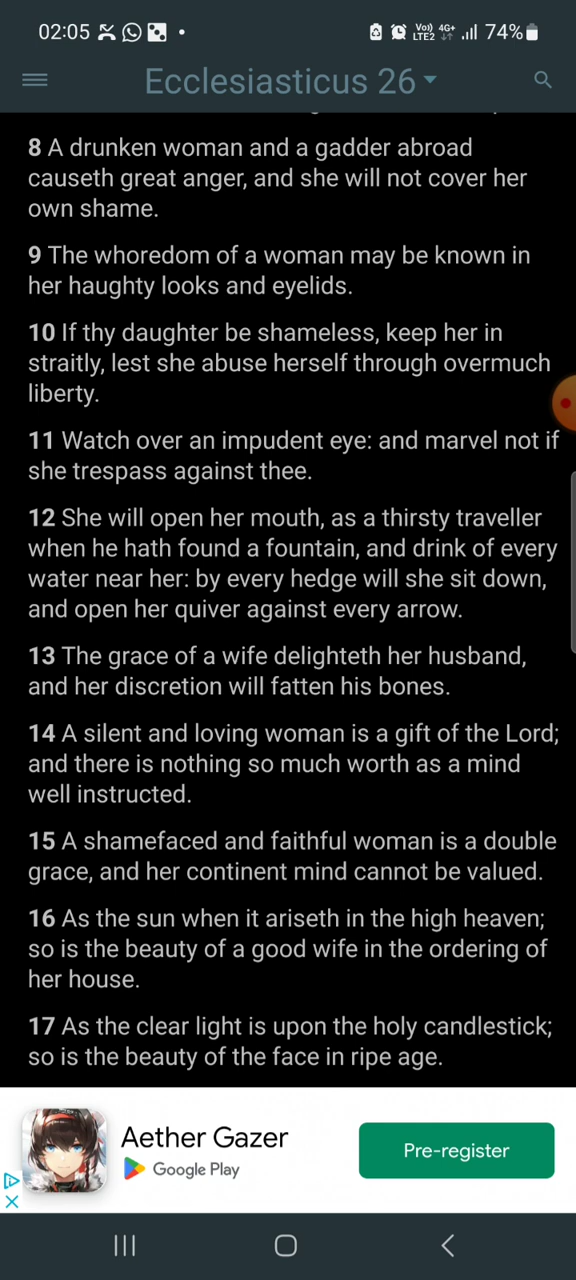 02:05 Vo)) LTE2 4G+ 74%
Ecclesiasticus 26
8 A drunken woman and a gadder abroad
causeth great anger, and she will not cover her
own shame.
9 The whoredom of a woman may be known in
her haughty looks and eyelids.
10 If thy daughter be shameless, keep her in
straitly, lest she abuse herself through overmuch
liberty.
11 Watch over an impudent eye: and marvel not if
she trespass against thee.
12 She will open her mouth, as a thirsty traveller
when he hath found a fountain, and drink of every
water near her: by every hedge will she sit down,
and open her quiver against every arrow.
13 The grace of a wife delighteth her husband,
and her discretion will fatten his bones.
14 A silent and loving woman is a gift of the Lord;
and there is nothing so much worth as a mind
well instructed.
15 A shamefaced and faithful woman is a double
grace, and her continent mind cannot be valued.
16 As the sun when it ariseth in the high heaven;
so is the beauty of a good wife in the ordering of
her house.
17 As the clear light is upon the holy candlestick;
so is the beauty of the face in ripe age.
Aether Gazer
Google Play
Pre-register